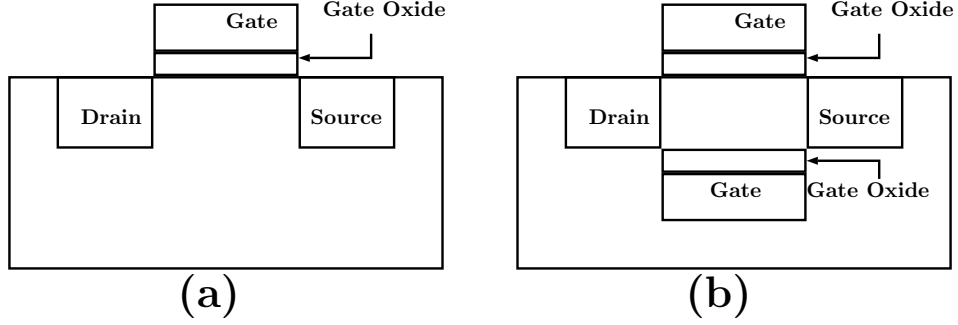 Gate Oxide
Gate
Drain
Source
(a)
Gate Oxide
Gate
Drain
Source
Gate
Gate Oxide
(b)